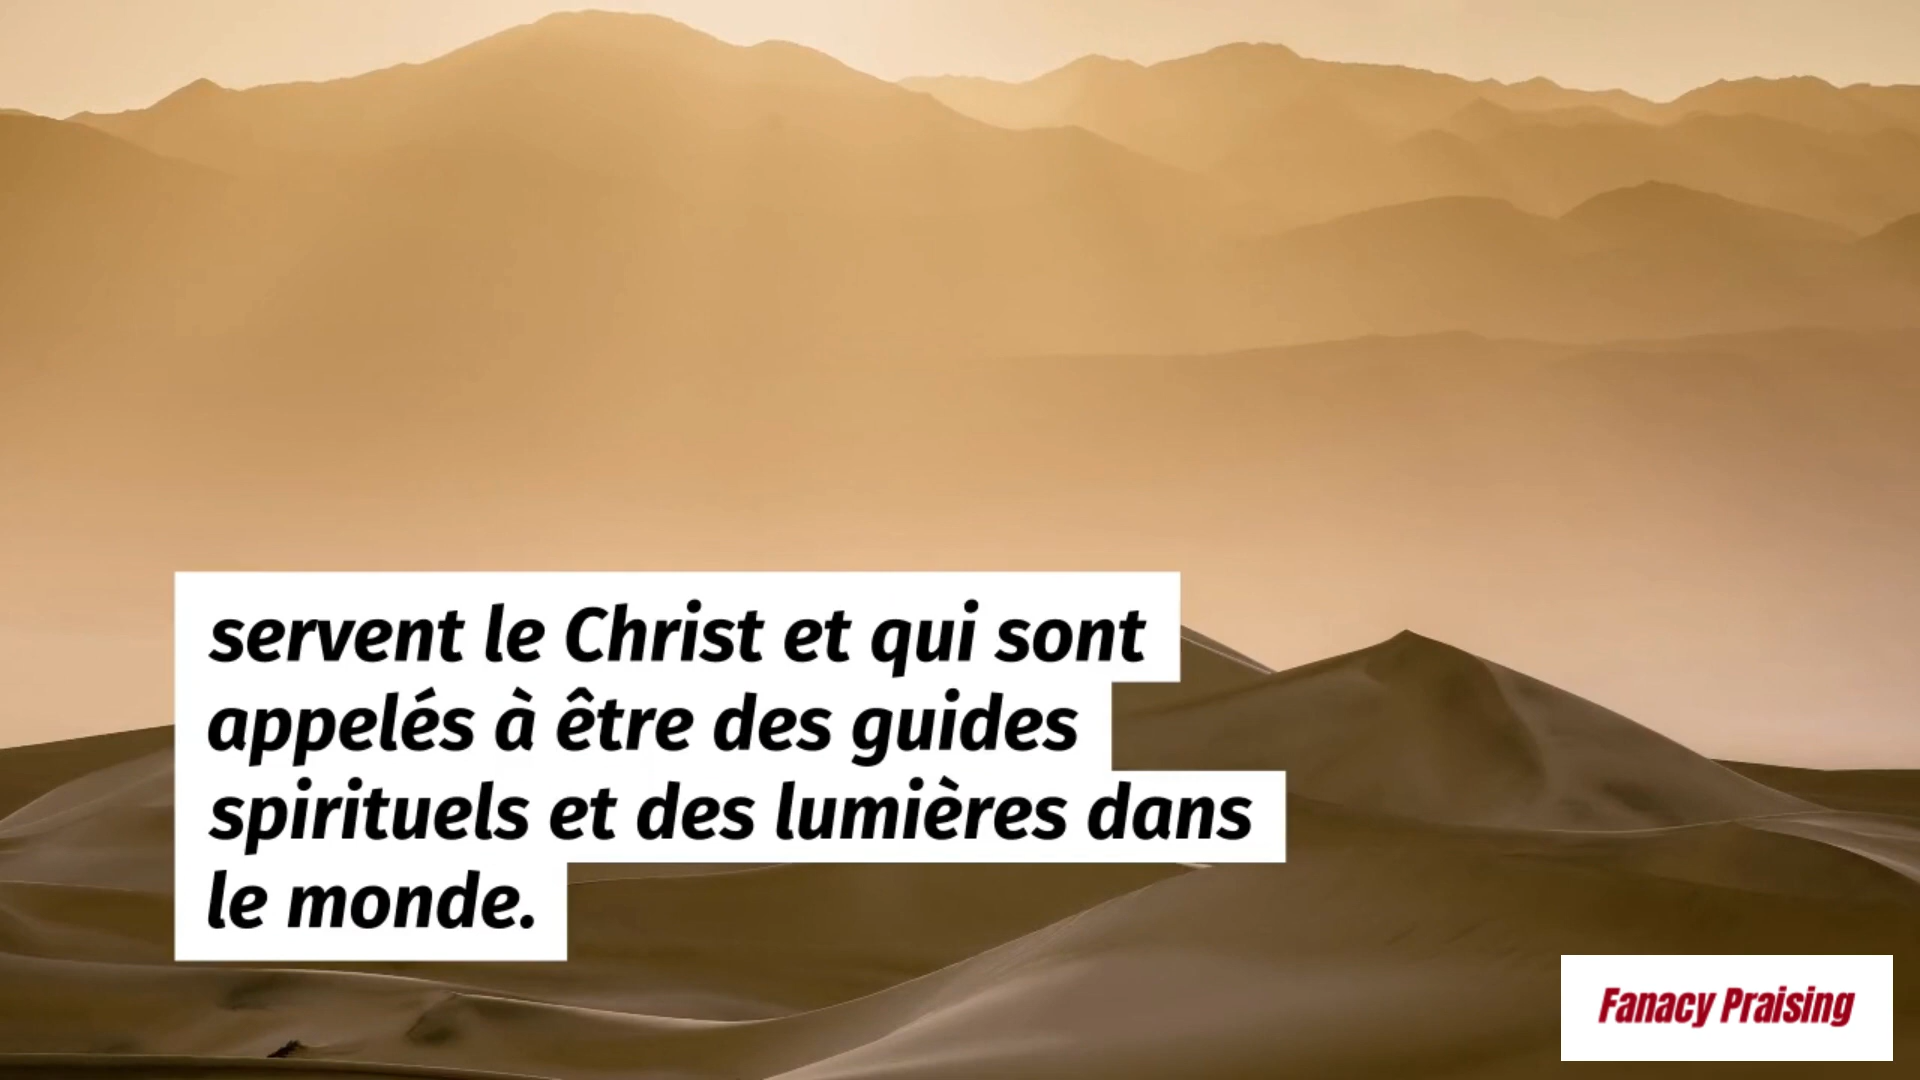 servent le Christ et qui sont
appelés à être des guides
spirituels et des lumières dans
le monde.
Fanacy Praising